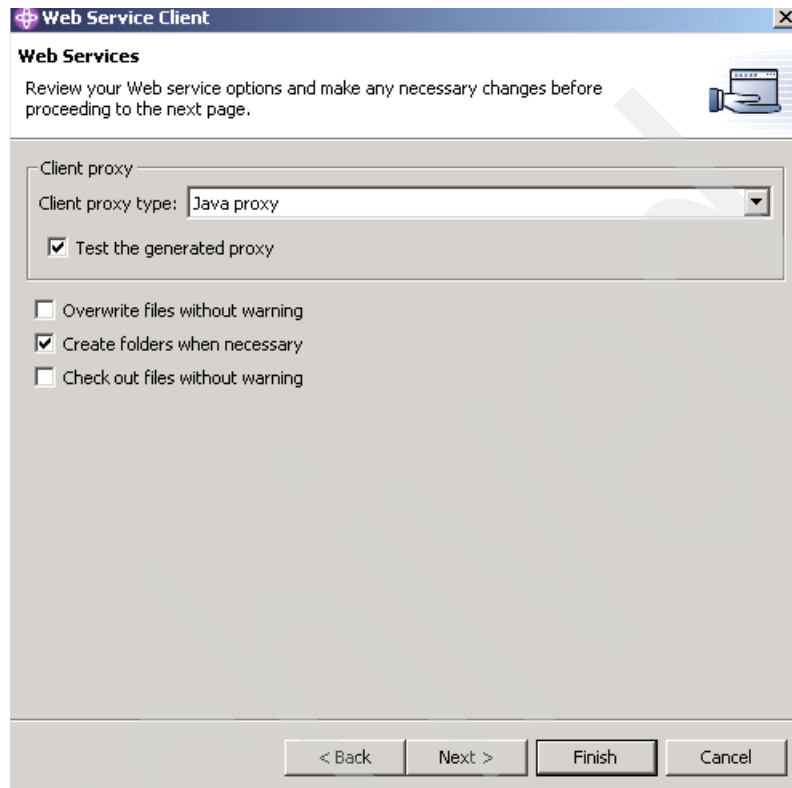 Web Service Client
Web Services
Review your Web service options and make any necessary changes before
proceeding to the next page.
Client proxy
Client proxy type: Java proxy
Test the generated proxy
Overwrite files without warning
Create folders when necessary
Check out files without warning
< Back Next > Finish Cancel